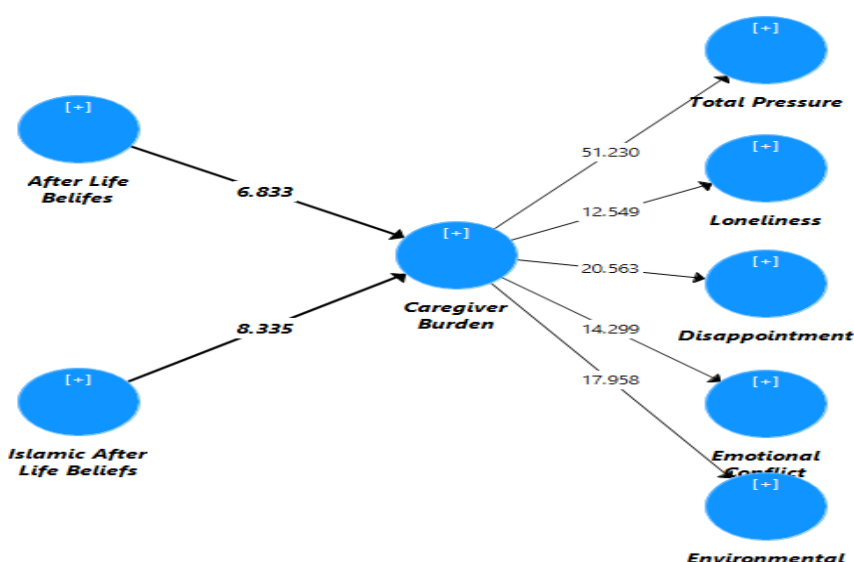 [+]
After Life
Belifes
6.833
[+]
Islamic After
Life Beliefs
8.335
[+]
Caregiver
Burden
51.230
12.549
20.563
14.299
17.958
[+]
Total Pressure
[+]
Loneliness
[+]
Disappointment
[+]
Emotional
Conflict
[+]
Environmental